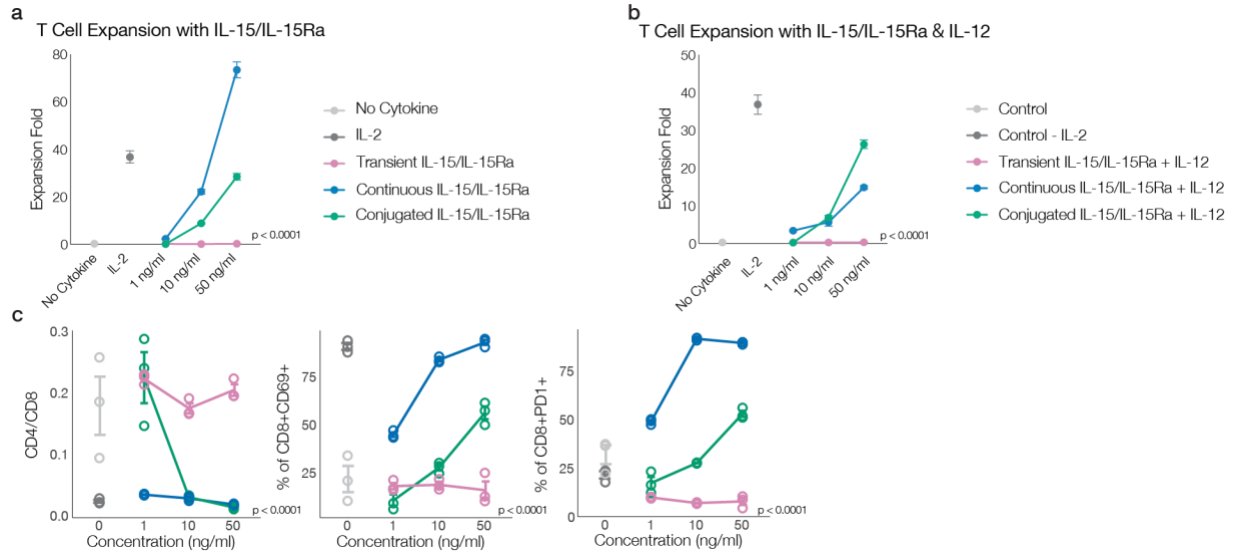 a
T Cell Expansion with IL-15/IL-15Ra
Expansion Fold
80
60
40
20
0
No Cytokine
IL-2
1 ng/ml
10 ng/ml
50 ng/ml
p < 0.0001
No Cytokine
IL-2
Transient IL-15/IL-15Ra
Continuous IL-15/IL-15Ra
Conjugated IL-15/IL-15Ra
b
T Cell Expansion with IL-15/IL-15Ra & IL-12
Expansion Fold
50
40
30
20
10
0
No Cytokine
IL-2
1 ng/ml
10 ng/ml
50 ng/ml
p < 0.0001
Control
Control - IL-2
Transient IL-15/IL-15Ra + IL-12
Continuous IL-15/IL-15Ra + IL-12
Conjugated IL-15/IL-15Ra + IL-12
c
CD4/CD8
0.3
0.2
0.1
0.0
0 1 10 50
p < 0.0001
Concentration (ng/ml)
% of CD8+CD69+
75
50
25
0 1 10 50
p < 0.0001
Concentration (ng/ml)
% of CD8+PD1+
75
50
25
0
0 1 10 50
p < 0.0001
Concentration (ng/ml)